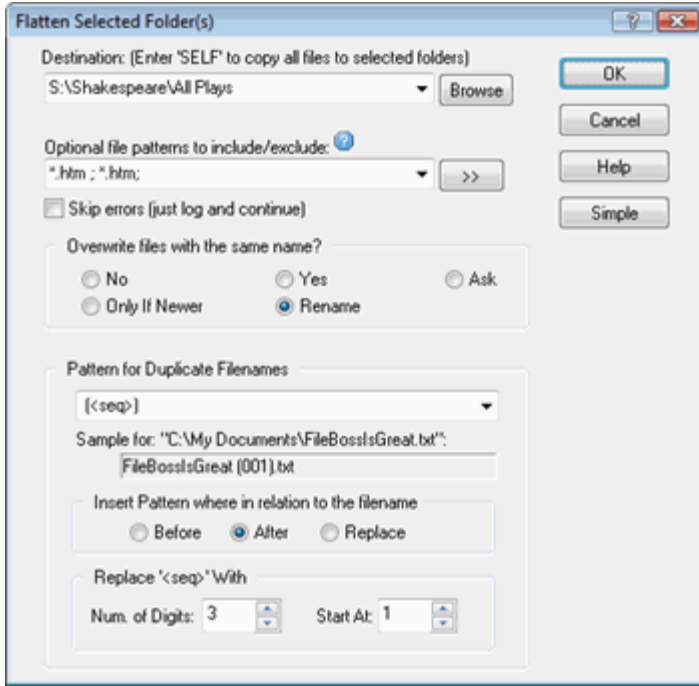 Flatten Selected Folder(s)
Destination: (Enter 'SELF' to copy all files to selected folders)
S:\Shakespeare\All Plays
Browse
OK
Cancel
Optional file patterns to include/exclude:
*.htm ; *.htm;
>>
Help
Skip errors (just log and continue)
Simple
Overwrite files with the same name?
No Yes Ask
Only If Newer Rename
Pattern for Duplicate Filenames
(<seq>)
Sample for: "C:\My Documents\FileBossIsGreat.txt":
FileBossIsGreat (001).txt
Insert Pattern where in relation to the filename
Before After Replace
Replace '<seq>' With
Num. of Digits: 3 Start At: 1